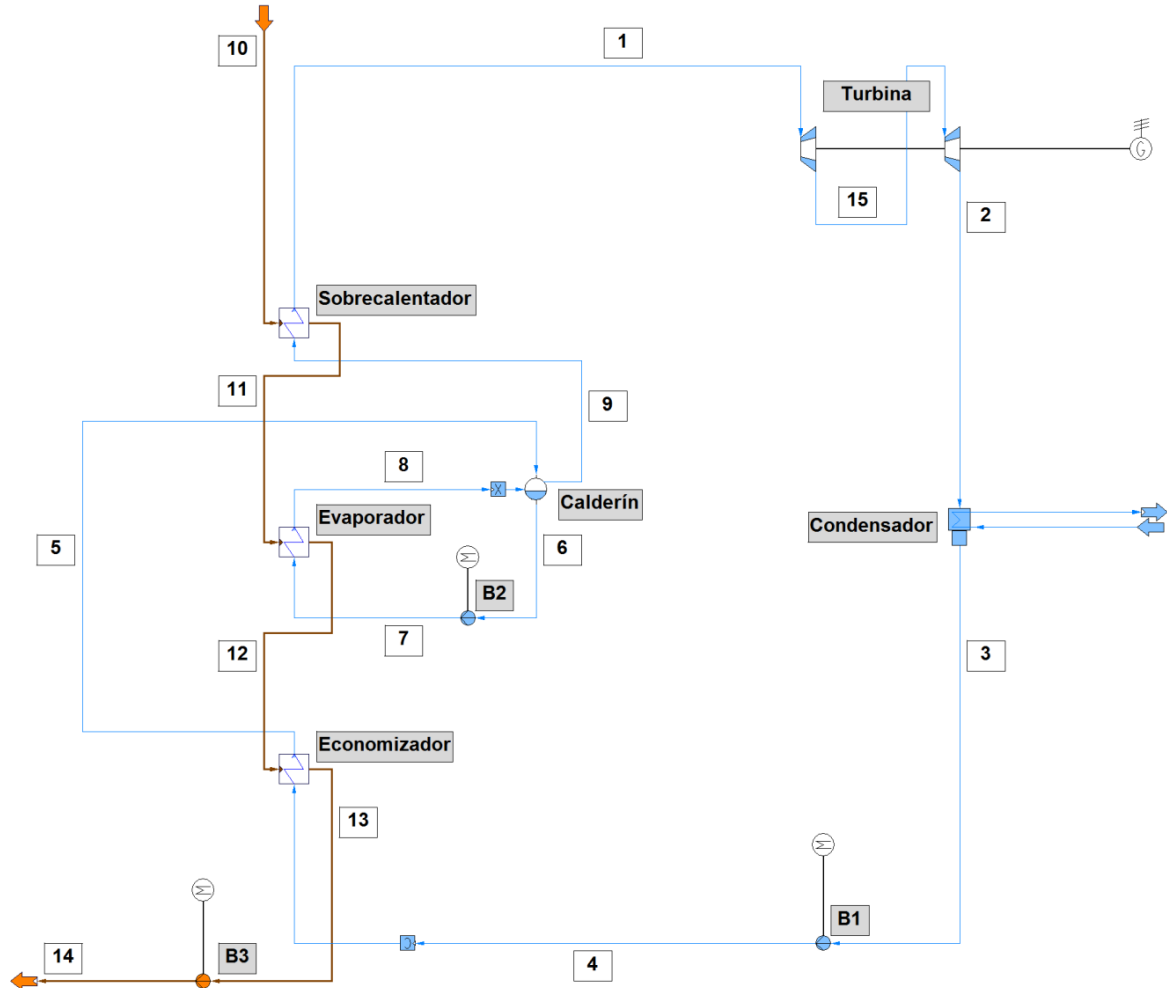 10
1
Turbina
G
15
2
Sobrecalentador
11
9
8
Calderín
Evaporador
Condensador
5
6
M
B2
7
12
3
Economizador
13
M
M
B1
14
B3
4